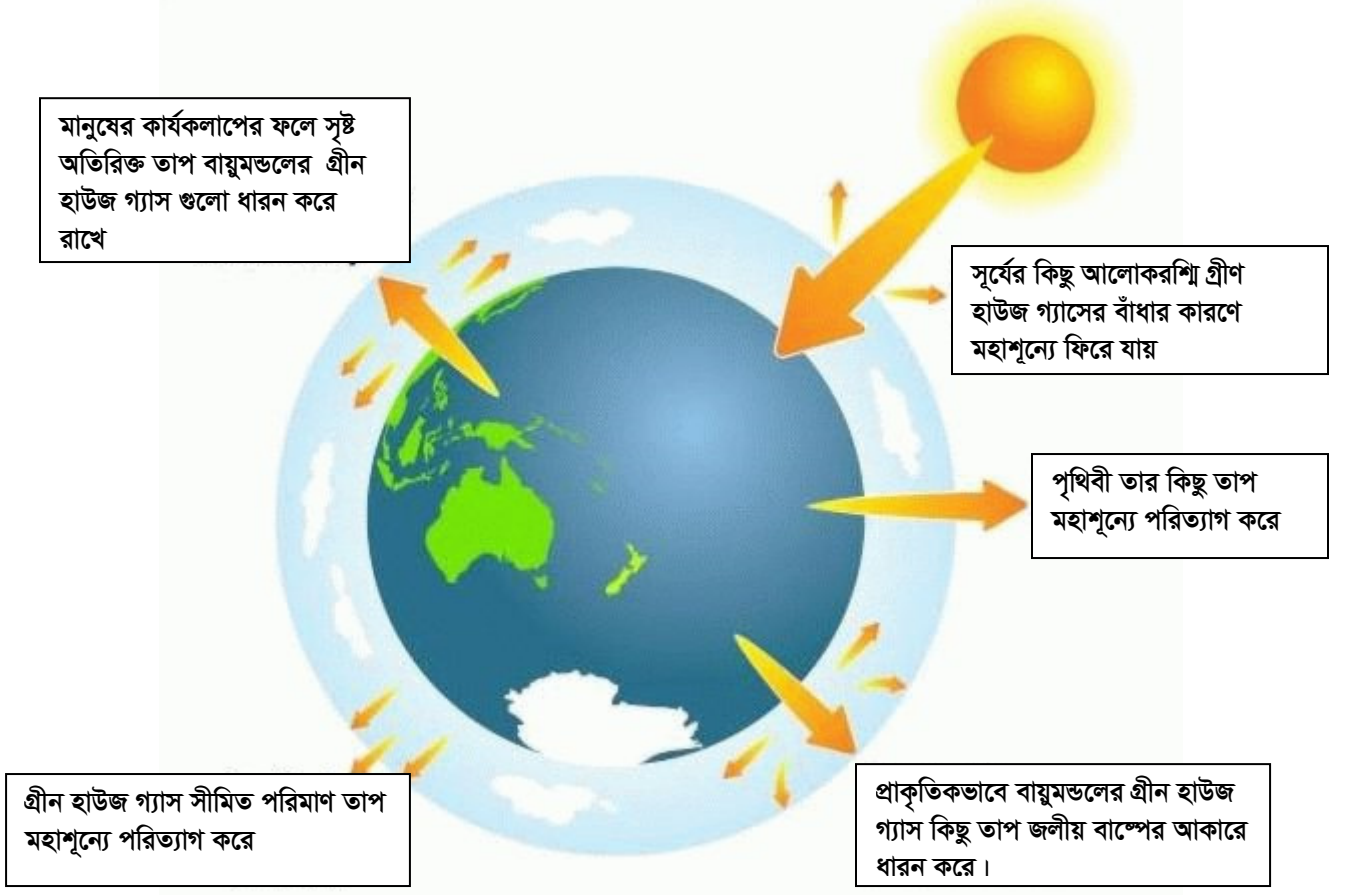 মানুষের কার্যকলাপের ফলে সৃষ্ট
অতিরিক্ত তাপ বায়ুমন্ডলের গ্রীন
হাউজ গ্যাস গুলো ধারন করে
রাখে
সূর্যের কিছু আলোকরশ্মি গ্রীণ
হাউজ গ্যাসের বাঁধার কারণে
মহাশূন্যে ফিরে যায়
পৃথিবী তার কিছু তাপ
মহাশূন্যে পরিত্যাগ করে
গ্রীন হাউজ গ্যাস সীমিত পরিমাণ তাপ
মহাশূন্যে পরিত্যাগ করে
প্রাকৃতিকভাবে বায়ুমন্ডলের গ্রীন হাউজ
গ্যাস কিছু তাপ জলীয় বাষ্পের আকারে
ধারন করে।